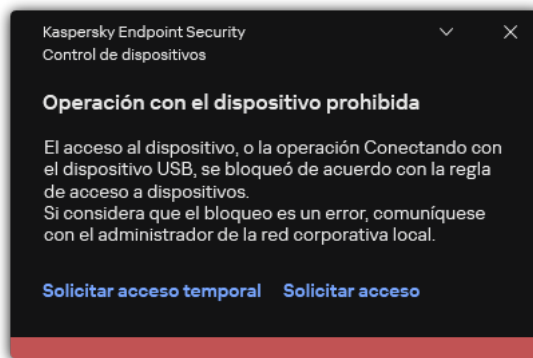 Kaspersky Endpoint Security
Control de dispositivos
Operación con el dispositivo prohibida
El acceso al dispositivo, o la operación Conectando con
el dispositivo USB, se bloqueó de acuerdo con la regla
de acceso a dispositivos.
Si considera que el bloqueo es un error, comuníquese
con el administrador de la red corporativa local.
Solicitar acceso temporal Solicitar acceso